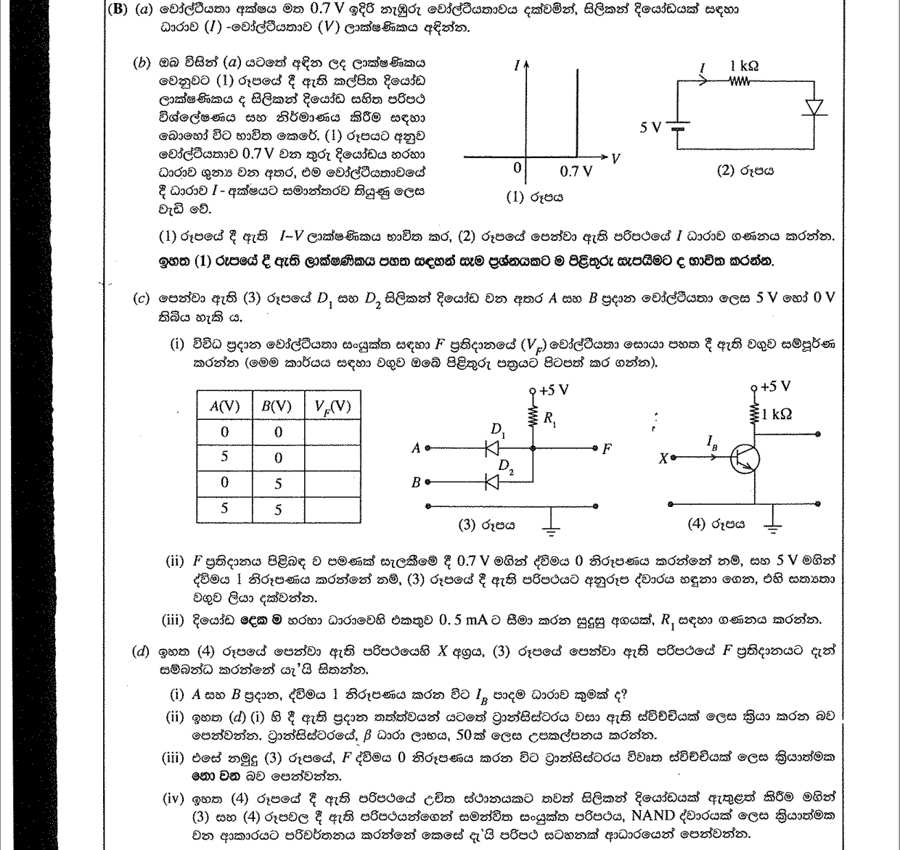 (B) (a) වෝල්ටීයතා අක්ෂය මත 0.7 V ඉදිරි නැඹුරු වෝල්ටීයතාවය දක්වමින්, සිලිකන් දියෝඩයක් සඳහා
ධාරාව (I) -වෝල්ටීයතාව (V) ලාක්ෂණිකය අඳින්න.
(b) ඔබ විසින් (a) යටතේ අඳින ලද ලාක්ෂණිකය
වෙනුවට (1) රූපයේ දී ඇති කල්පිත දියෝඩ
ලාක්ෂණිකය ද සිලිකන් දියෝඩ සහිත පරිපථ
විශ්ලේෂණය සහ නිර්මාණය කිරීම සඳහා
බොහෝ විට භාවිත කෙරේ. (1) රූපයට අනුව
වෝල්ටීයතාව 0.7 V වන තුරු දියෝඩය හරහා
ධාරාව ශුන්‍ය වන අතර, එම වෝල්ටීයතාවයේ
දී ධාරාව I - අක්ෂයට සමාන්තරව තියුණු ලෙස
වැඩි වේ.
I
0
0.7 V
V
(1) රූපය
I
1 kΩ
5 V
(2) රූපය
(1) රූපයේ දී ඇති I–V ලාක්ෂණිකය භාවිත කර, (2) රූපයේ පෙන්වා ඇති පරිපථයේ I ධාරාව ගණනය කරන්න.
ඉහත (1) රූපයේ දී ඇති ලාක්ෂණිකය පහත සඳහන් සෑම ප්‍රශ්නයකට ම පිළිතුරු සැපයීමට ද භාවිත කරන්න.
(c) පෙන්වා ඇති (3) රූපයේ D1 සහ D2 සිලිකන් දියෝඩ වන අතර A සහ B ප්‍රදාන වෝල්ටීයතා ලෙස 5 V හෝ 0 V
තිබිය හැකි ය.
(i) විවිධ ප්‍රදාන වෝල්ටීයතා සංයුක්ත සඳහා F ප්‍රතිදානයේ (VF) වෝල්ටීයතා සොයා පහත දී ඇති වගුව සම්පූර්ණ
කරන්න (මෙම කාර්යය සඳහා වගුව ඔබේ පිළිතුරු පත්‍රයට පිටපත් කර ගන්න).
A(V) B(V) VF(V)
0 0
5 0
0 5
5 5
+5 V
R1
D1
A
F
D2
B
(3) රූපය
+5 V
1 kΩ
IB
X
(4) රූපය
(ii) F ප්‍රතිදානය පිළිබඳ ව පමණක් සැලකීමේ දී 0.7 V මගින් ද්වීමය 0 නිරූපණය කරන්නේ නම්, සහ 5 V මගින්
ද්වීමය 1 නිරූපණය කරන්නේ නම්, (3) රූපයේ දී ඇති පරිපථයට අනුරූප ද්වාරය හඳුනා ගෙන, එහි සත්‍යතා
වගුව ලියා දක්වන්න.
(iii) දියෝඩ දෙක ම හරහා ධාරාවෙහි එකතුව 0.5 mA ට සීමා කරන සුදුසු අගයක්, R1 සඳහා ගණනය කරන්න.
(d) ඉහත (4) රූපයේ පෙන්වා ඇති පරිපථයෙහි X අග්‍රය, (3) රූපයේ පෙන්වා ඇති පරිපථයේ F ප්‍රතිදානයට දැන්
සම්බන්ධ කරන්නේ යැ'යි සිතන්න.
(i) A සහ B ප්‍රදාන, ද්වීමය 1 නිරූපණය කරන විට IB පාදම ධාරාව කුමක් ද?
(ii) ඉහත (d) (i) හි දී ඇති ප්‍රදාන තත්ත්වයන් යටතේ ට්‍රාන්සිස්ටරය වසා ඇති ස්විච්චියක් ලෙස ක්‍රියා කරන බව
පෙන්වන්න. ට්‍රාන්සිස්ටරයේ, β ධාරා ලාභය, 50ක් ලෙස උපකල්පනය කරන්න.
(iii) එසේ නමුදු (3) රූපයේ, F ද්වීමය 0 නිරූපණය කරන විට ට්‍රාන්සිස්ටරය විවෘත ස්විච්චියක් ලෙස ක්‍රියාත්මක
නො වන බව පෙන්වන්න.
(iv) ඉහත (4) රූපයේ දී ඇති පරිපථයේ උචිත ස්ථානයකට තවත් සිලිකන් දියෝඩයක් ඇතුළත් කිරීම මගින්
(3) සහ (4) රූපවල දී ඇති පරිපථයන්ගෙන් සමන්විත සංයුක්ත පරිපථය, NAND ද්වාරයක් ලෙස ක්‍රියාත්මක
වන ආකාරයට පරිවර්තනය කරන්නේ කෙසේ දැ'යි පරිපථ සටහනක් ආධාරයෙන් පෙන්වන්න.